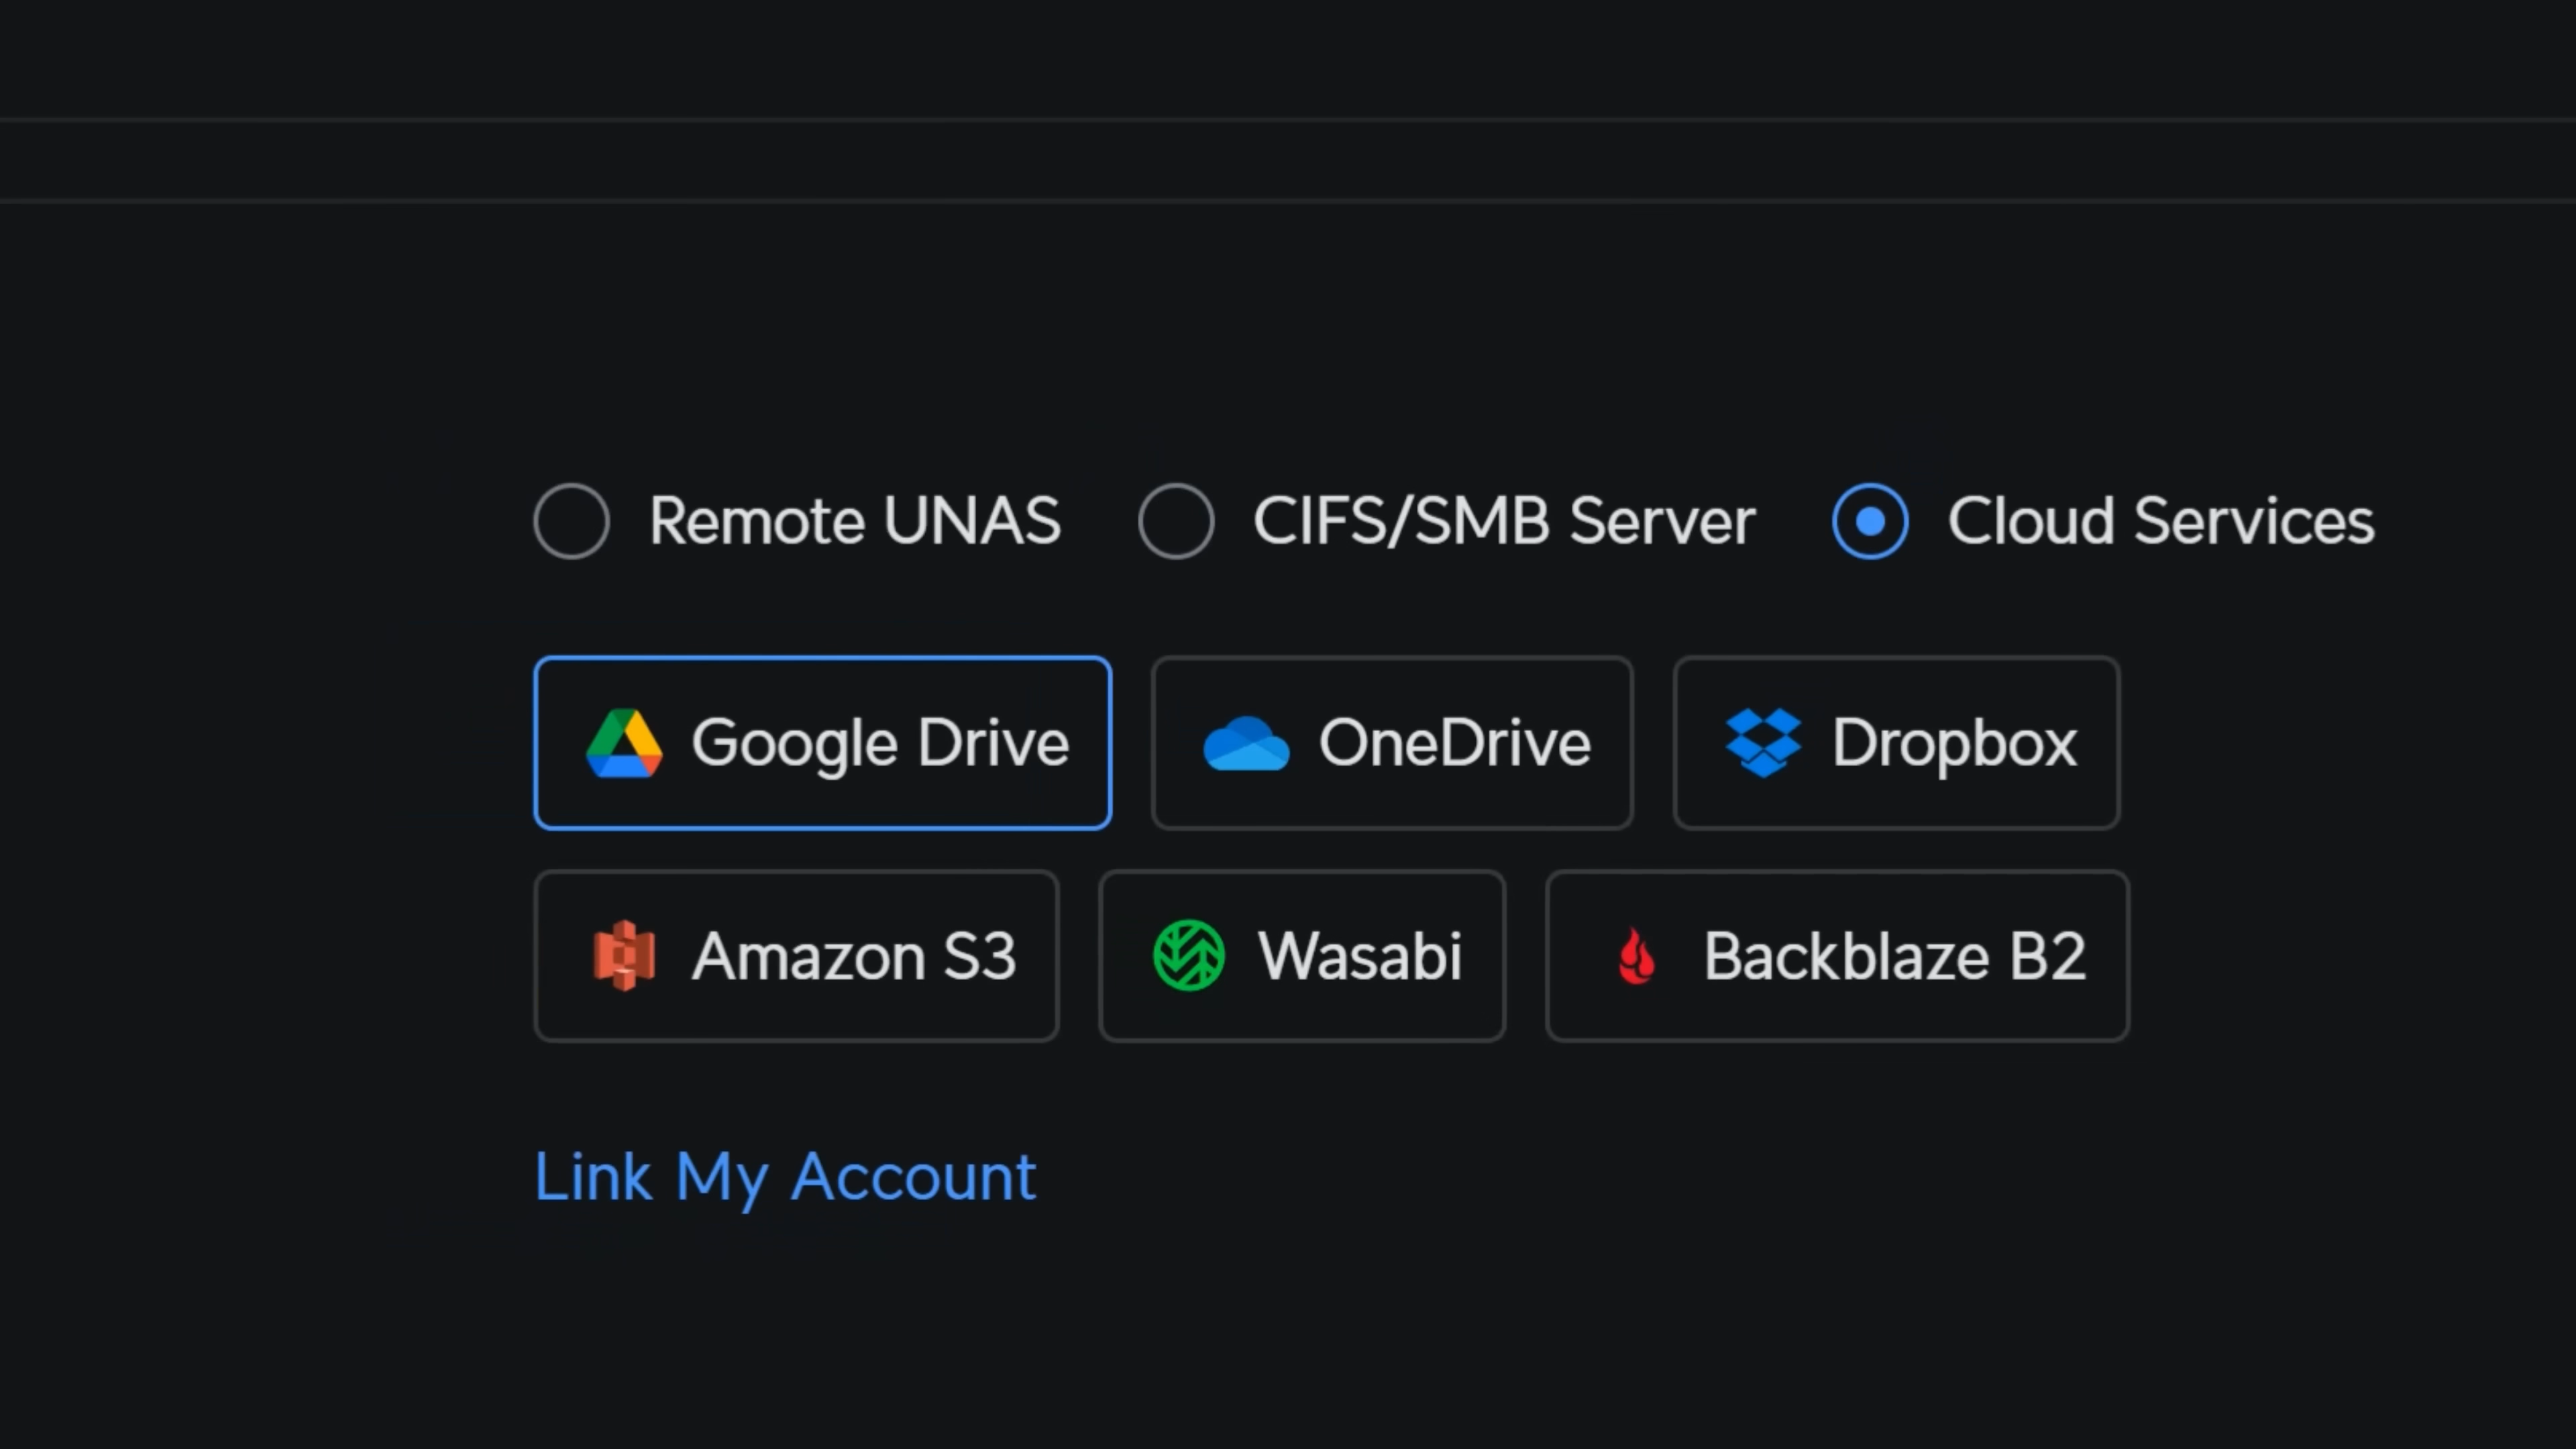 Remote UNAS CIFS/SMB Server Cloud Services
Google Drive OneDrive Dropbox
Amazon S3 Wasabi Backblaze B2
Link My Account